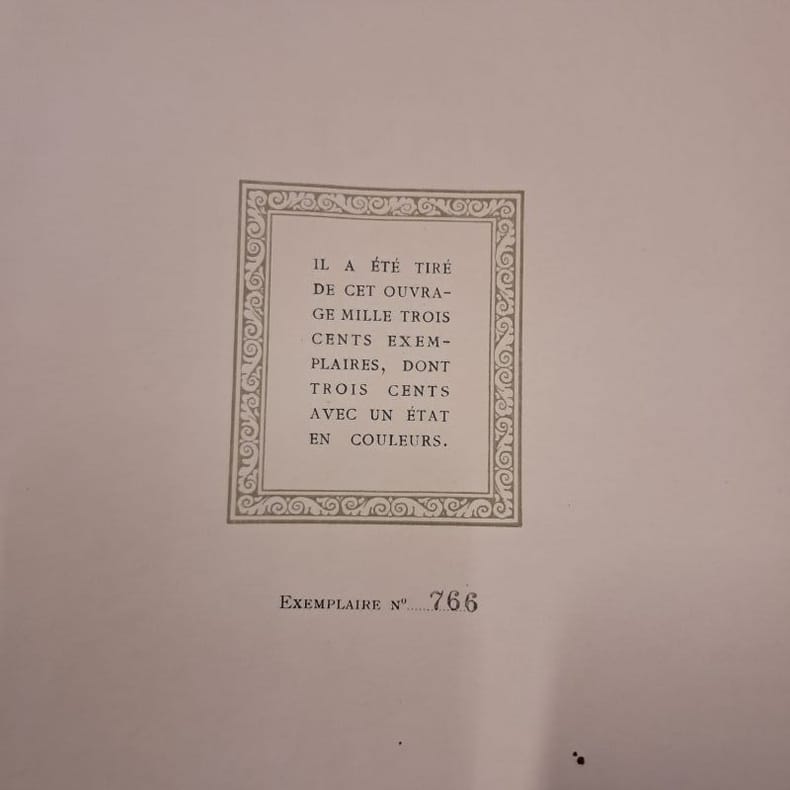 IL A ÉTÉ TIRÉ
DE CET OUVRA-
GE MILLE TROIS
CENTS EXEM-
PLAIRES, DONT
TROIS CENTS
AVEC UN ÉTAT
EN COULEURS.
EXEMPLAIRE Nº......766